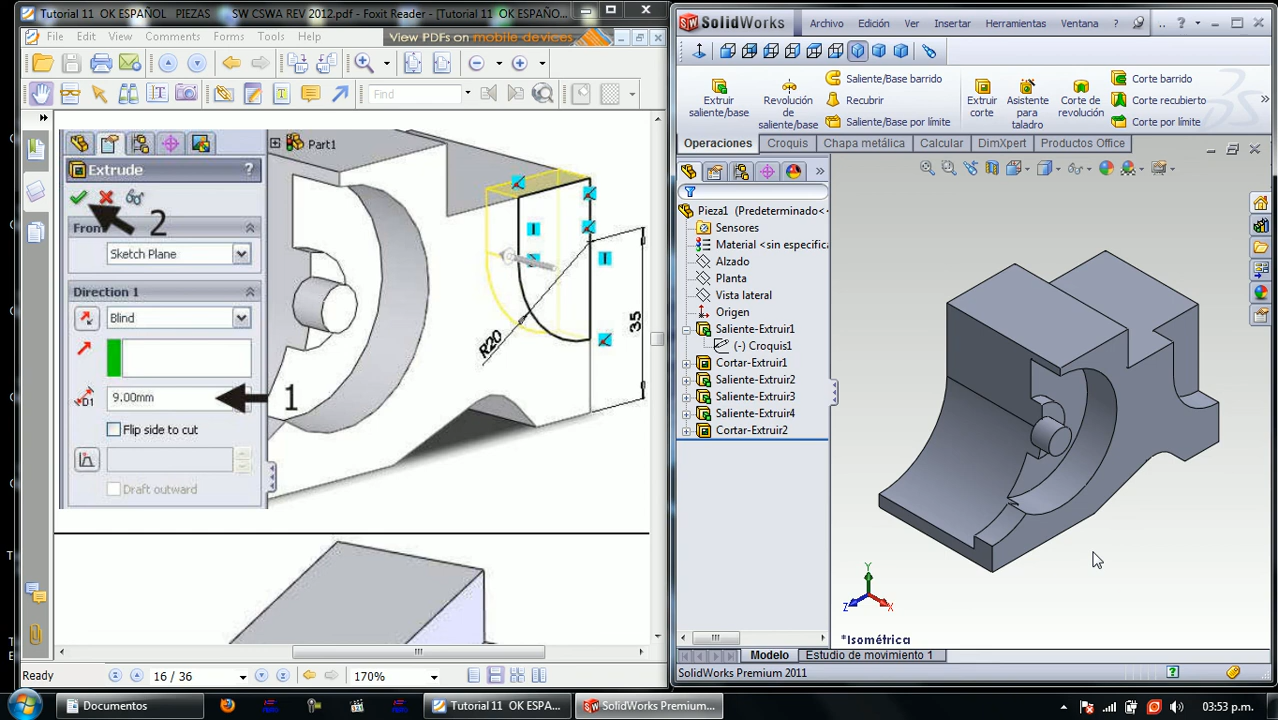 Tutorial 11 OK ESPAÑOL PIEZAS SW CSWA REV 2012.pdf - Foxit Reader - [Tutorial 11 OK ESPAÑO...
File Edit View Comments Forms Tools Help
View PDFs on mobile devices
Find
Part1
Extrude ?
2
From
Sketch Plane
Direction 1
Blind
D1
9.00mm
1
Flip side to cut
Draft outward
R20
35
Ready
16 / 36
170%
SolidWorks
Archivo Edición Ver Insertar Herramientas Ventana ?
Extruir saliente/base
Revolución de saliente/base
Saliente/Base barrido
Recubrir
Saliente/Base por límite
Extruir corte
Asistente para taladro
Corte de revolución
Corte barrido
Corte recubierto
Corte por límite
Operaciones Croquis Chapa metálica Calcular DimXpert Productos Office
Pieza1 (Predeterminado<
Sensores
Material <sin especifica
Alzado
Planta
Vista lateral
Origen
Saliente-Extruir1
(-) Croquis1
Cortar-Extruir1
Saliente-Extruir2
Saliente-Extruir3
Saliente-Extruir4
Cortar-Extruir2
Y
Z
X
*Isométrica
Modelo Estudio de movimiento 1
SolidWorks Premium 2011
Documentos
Tutorial 11 OK ESPA...
SolidWorks Premium...
03:53 p.m.